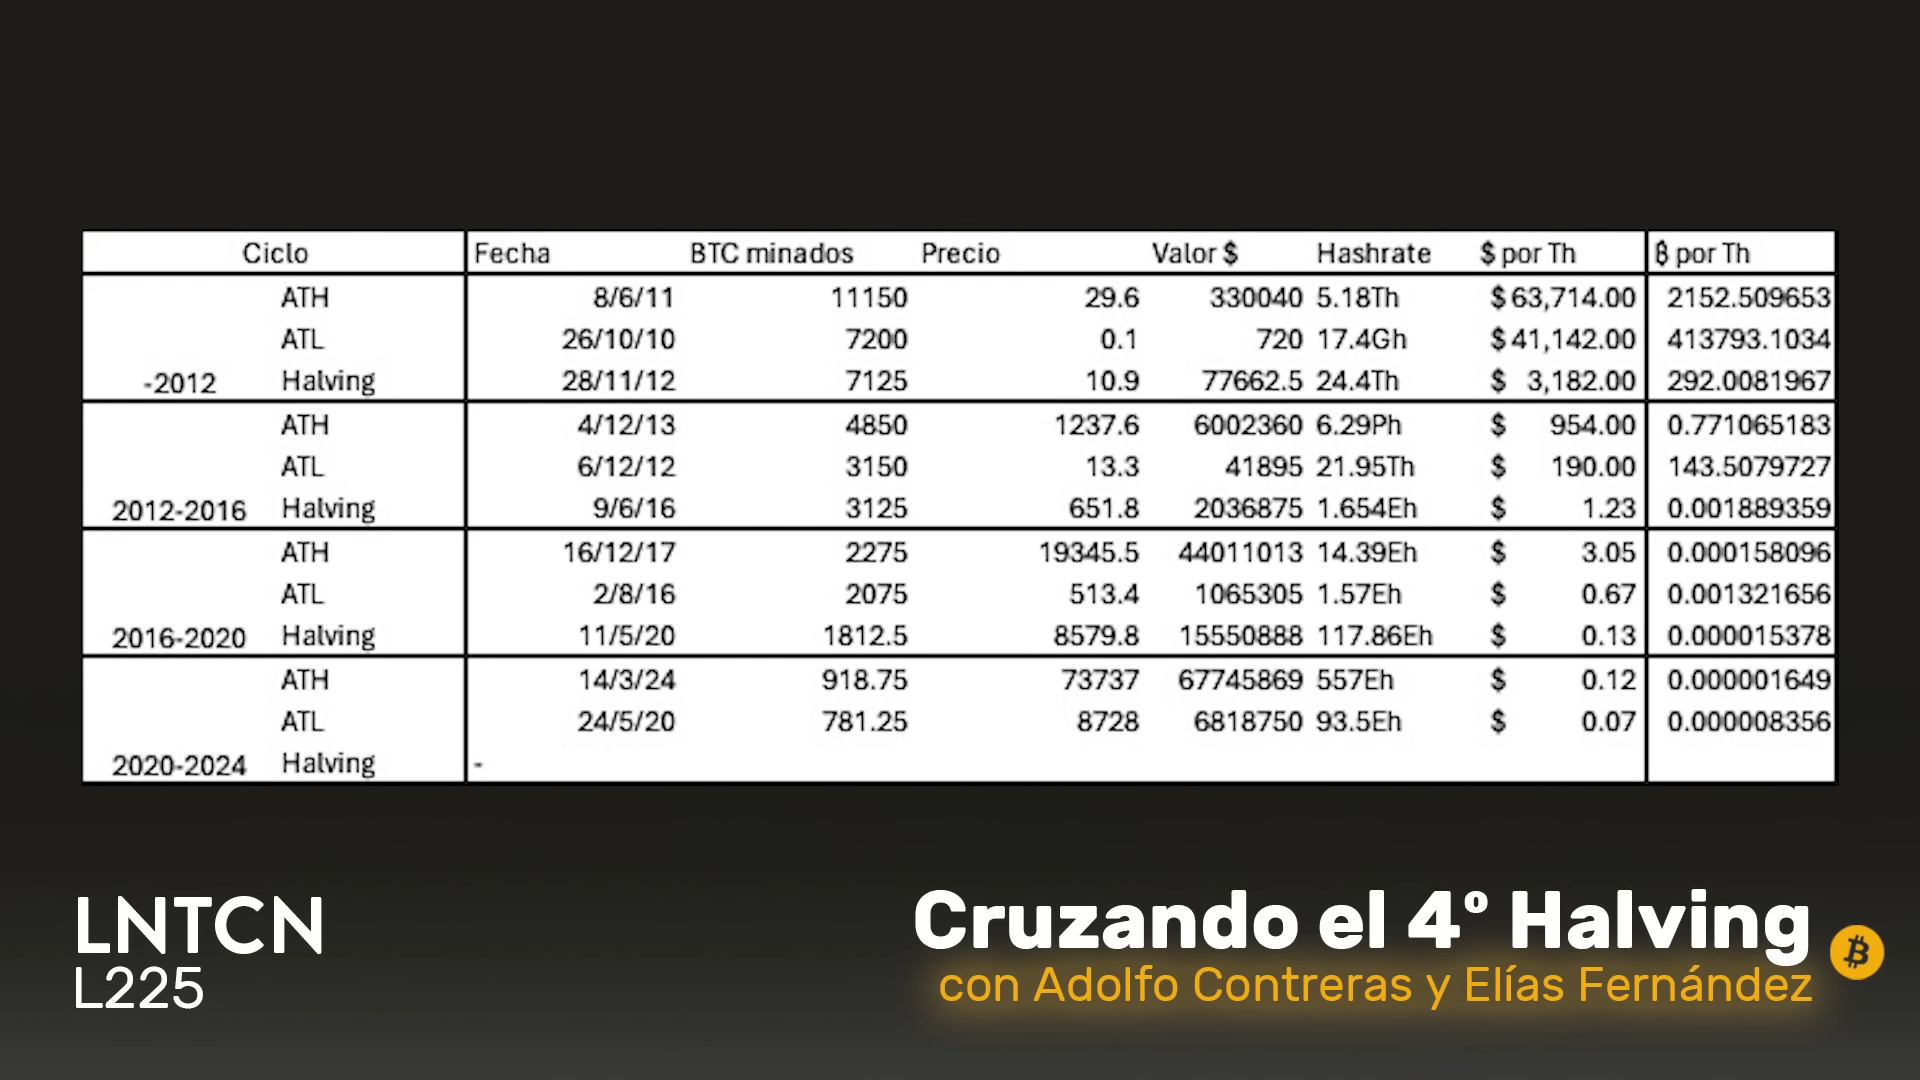 Ciclo Fecha BTC minados Precio Valor $ Hashrate $ por Th ₿ por Th
ATH 8/6/11 11150 29.6 330040 5.18Th $ 63,714.00 2152.509653
ATL 26/10/10 7200 0.1 720 17.4Gh $ 41,142.00 413793.1034
-2012 Halving 28/11/12 7125 10.9 77662.5 24.4Th $ 3,182.00 292.0081967
ATH 4/12/13 4850 1237.6 6002360 6.29Ph $ 954.00 0.771065183
ATL 6/12/12 3150 13.3 41895 21.95Th $ 190.00 143.5079727
2012-2016 Halving 9/6/16 3125 651.8 2036875 1.654Eh $ 1.23 0.001889359
ATH 16/12/17 2275 19345.5 44011013 14.39Eh $ 3.05 0.000158096
ATL 2/8/16 2075 513.4 1065305 1.57Eh $ 0.67 0.001321656
2016-2020 Halving 11/5/20 1812.5 8579.8 15550888 117.86Eh $ 0.13 0.000015378
ATH 14/3/24 918.75 73737 67745869 557Eh $ 0.12 0.000001649
ATL 24/5/20 781.25 8728 6818750 93.5Eh $ 0.07 0.000008356
2020-2024 Halving -
LNTCN
L225
Cruzando el 4º Halving
con Adolfo Contreras y Elías Fernández
₿